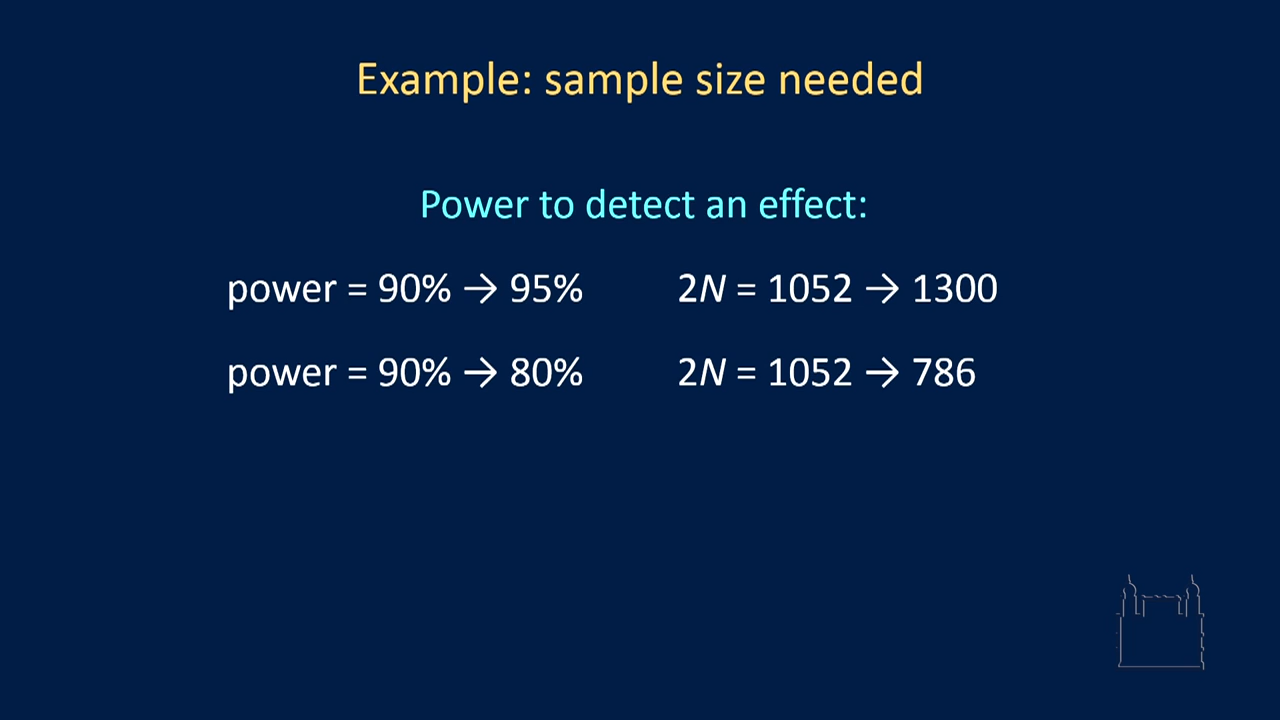 Example: sample size needed
Power to detect an effect:
power = 90% → 95% 2N = 1052 → 1300
power = 90% → 80% 2N = 1052 → 786